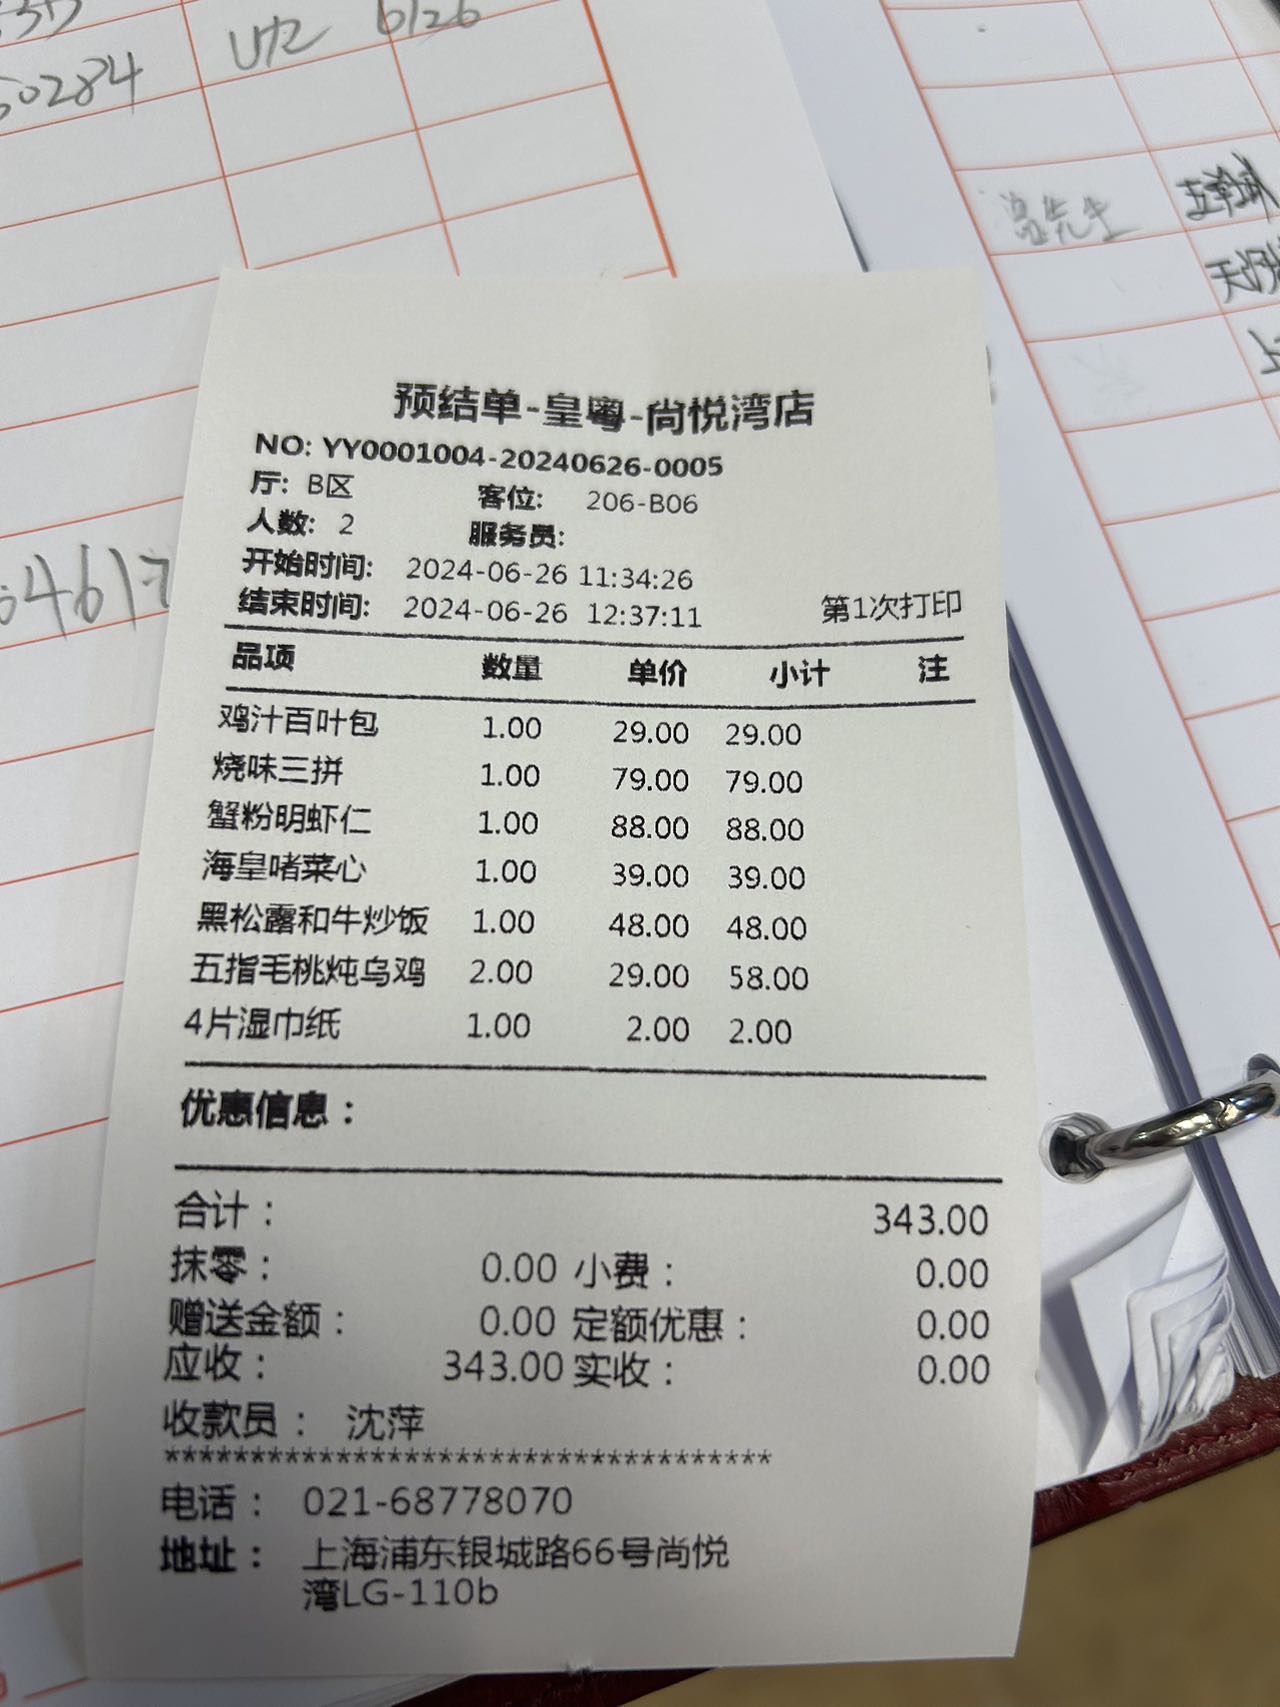 60284
6/26
预结单-皇粤-尚悦湾店
NO: YY0001004-20240626-0005
厅: B区 客位: 206-B06
人数: 2 服务员:
开始时间: 2024-06-26 11:34:26
结束时间: 2024-06-26 12:37:11 第1次打印
品项 数量 单价 小计 注
鸡汁百叶包 1.00 29.00 29.00
烧味三拼 1.00 79.00 79.00
蟹粉明虾仁 1.00 88.00 88.00
海皇啫菜心 1.00 39.00 39.00
黑松露和牛炒饭 1.00 48.00 48.00
五指毛桃炖乌鸡 2.00 29.00 58.00
4片湿巾纸 1.00 2.00 2.00
优惠信息：
合计： 343.00
抹零： 0.00 小费： 0.00
赠送金额： 0.00 定额优惠： 0.00
应收： 343.00 实收： 0.00
收款员： 沈萍
***********************************
电话： 021-68778070
地址： 上海浦东银城路66号尚悦
湾LG-110b